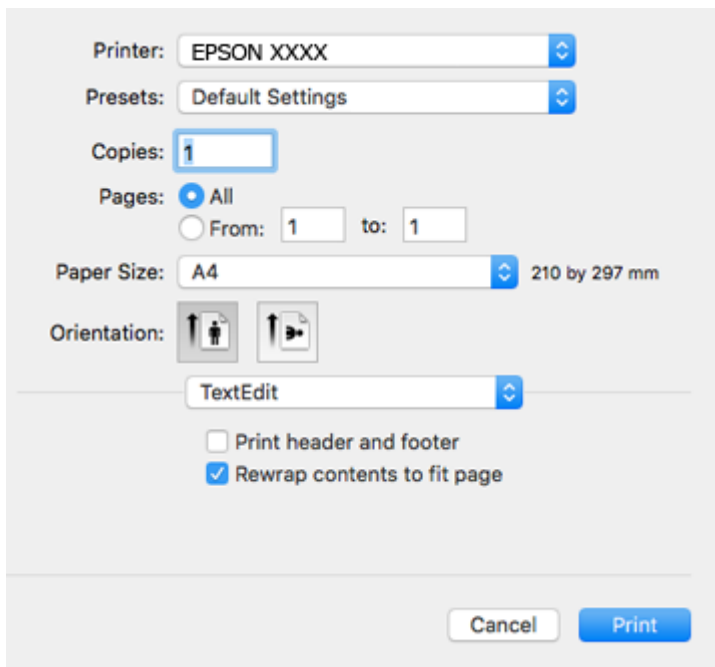 Printer: EPSON XXXX
Presets: Default Settings
Copies: 1
Pages: All
From: 1 to: 1
Paper Size: A4 210 by 297 mm
Orientation:
TextEdit
Print header and footer
Rewrap contents to fit page
Cancel Print